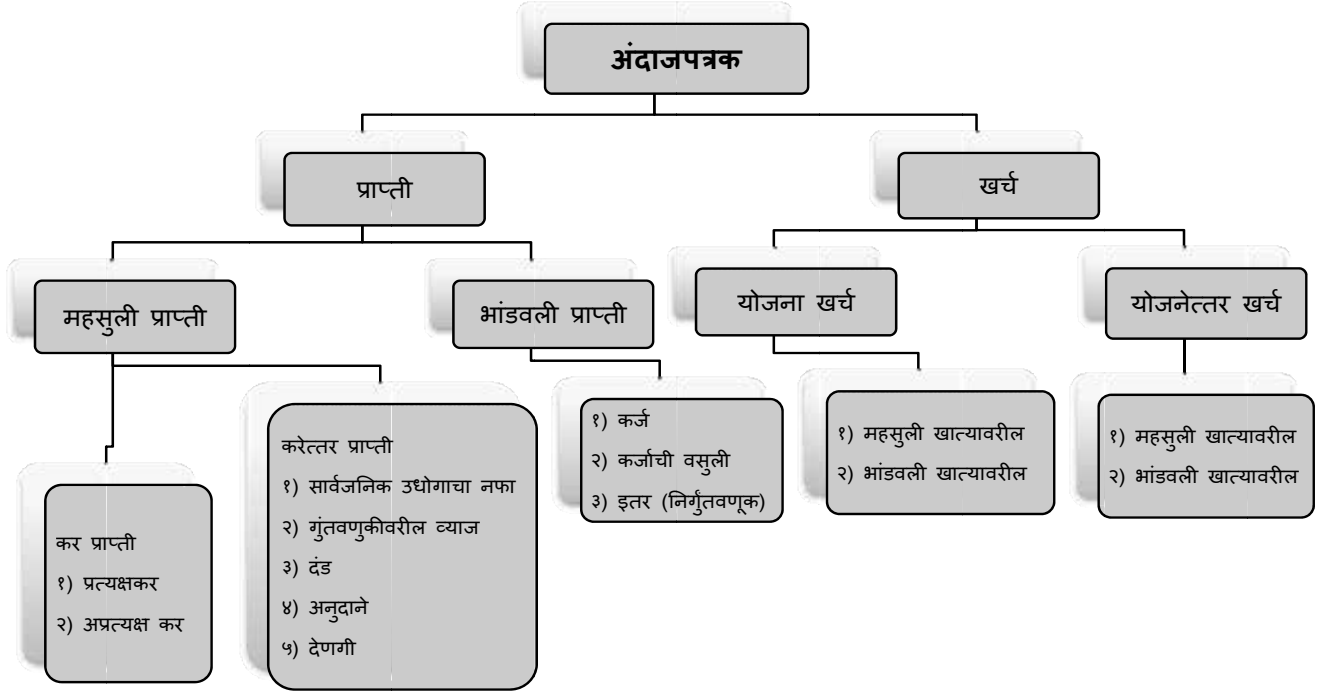 अंदाजपत्रक
प्राप्ती
खर्च
महसुली प्राप्ती
भांडवली प्राप्ती
योजना खर्च
योजनेत्तर खर्च
कर प्राप्ती
१) प्रत्यक्षकर
२) अप्रत्यक्ष कर
करेत्तर प्राप्ती
१) सार्वजनिक उधोगाचा नफा
२) गुंतवणुकीवरील व्याज
३) दंड
४) अनुदाने
५) देणगी
१) कर्ज
२) कर्जाची वसुली
३) इतर (निर्गुंतवणूक)
१) महसुली खात्यावरील
२) भांडवली खात्यावरील
१) महसुली खात्यावरील
२) भांडवली खात्यावरील